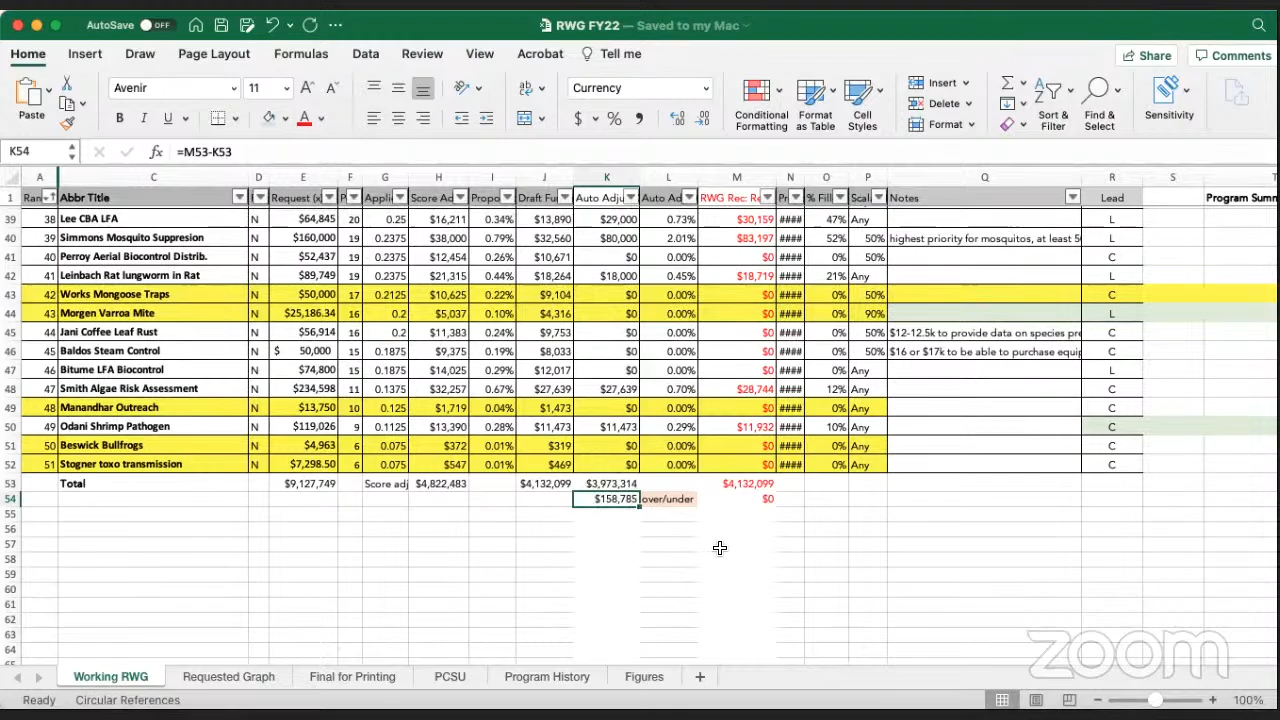 AutoSave OFF RWG FY22 — Saved to my Mac
Home Insert Draw Page Layout Formulas Data Review View Acrobat Tell me Share Comments
Paste Avenir 11 Currency Conditional Formatting Format as Table Cell Styles Insert Delete Format Sort & Filter Find & Select Sensitivity
K54 fx =M53-K53
A C D E F G H I J K L M N O P Q R S T
1 Ran Abbr Title Request (x P Appli Score Ad Propo Draft Fu Auto Adju Auto Ad RWG Rec: Re Pr % Fill Scal Notes Lead Program Summ
39 38 Lee CBA LFA N $64,845 20 0.25 $16,211 0.34% $13,890 $29,000 0.73% $30,159 #### 47% Any L
40 39 Simmons Mosquito Suppresion N $160,000 19 0.2375 $38,000 0.79% $32,560 $80,000 2.01% $83,197 #### 52% 50% highest priority for mosquitos, at least 50 L
41 40 Perroy Aerial Biocontrol Distrib. N $52,437 19 0.2375 $12,454 0.26% $10,671 $0 0.00% $0 #### 0% 50% C
42 41 Leinbach Rat lungworm in Rat N $89,749 19 0.2375 $21,315 0.44% $18,264 $18,000 0.45% $18,719 #### 21% Any L
43 42 Works Mongoose Traps N $50,000 17 0.2125 $10,625 0.22% $9,104 $0 0.00% $0 #### 0% 50% C
44 43 Morgen Varroa Mite N $25,186.34 16 0.2 $5,037 0.10% $4,316 $0 0.00% $0 #### 0% 90% L
45 44 Jani Coffee Leaf Rust N $56,914 16 0.2 $11,383 0.24% $9,753 $0 0.00% $0 #### 0% 50% $12-12.5k to provide data on species pre C
46 45 Baldos Steam Control N $ 50,000 15 0.1875 $9,375 0.19% $8,033 $0 0.00% $0 #### 0% 50% $16 or $17k to be able to purchase equip C
47 46 Bitume LFA Biocontrol N $74,800 15 0.1875 $14,025 0.29% $12,017 $0 0.00% $0 #### 0% Any L
48 47 Smith Algae Risk Assessment N $234,598 11 0.1375 $32,257 0.67% $27,639 $27,639 0.70% $28,744 #### 12% Any C
49 48 Manandhar Outreach N $13,750 10 0.125 $1,719 0.04% $1,473 $0 0.00% $0 #### 0% Any C
50 49 Odani Shrimp Pathogen N $119,026 9 0.1125 $13,390 0.28% $11,473 $11,473 0.29% $11,932 #### 10% Any C
51 50 Beswick Bullfrogs N $4,963 6 0.075 $372 0.01% $319 $0 0.00% $0 #### 0% Any C
52 51 Stogner toxo transmission N $7,298.50 6 0.075 $547 0.01% $469 $0 0.00% $0 #### 0% Any C
53 Total $9,127,749 Score adj $4,822,483 $4,132,099 $3,973,314 $4,132,099
54 $158,785 over/under $0
55
56
57
58
59
60
61
62
63
64
65
zoom
Working RWG Requested Graph Final for Printing PCSU Program History Figures
Ready Circular References 100%